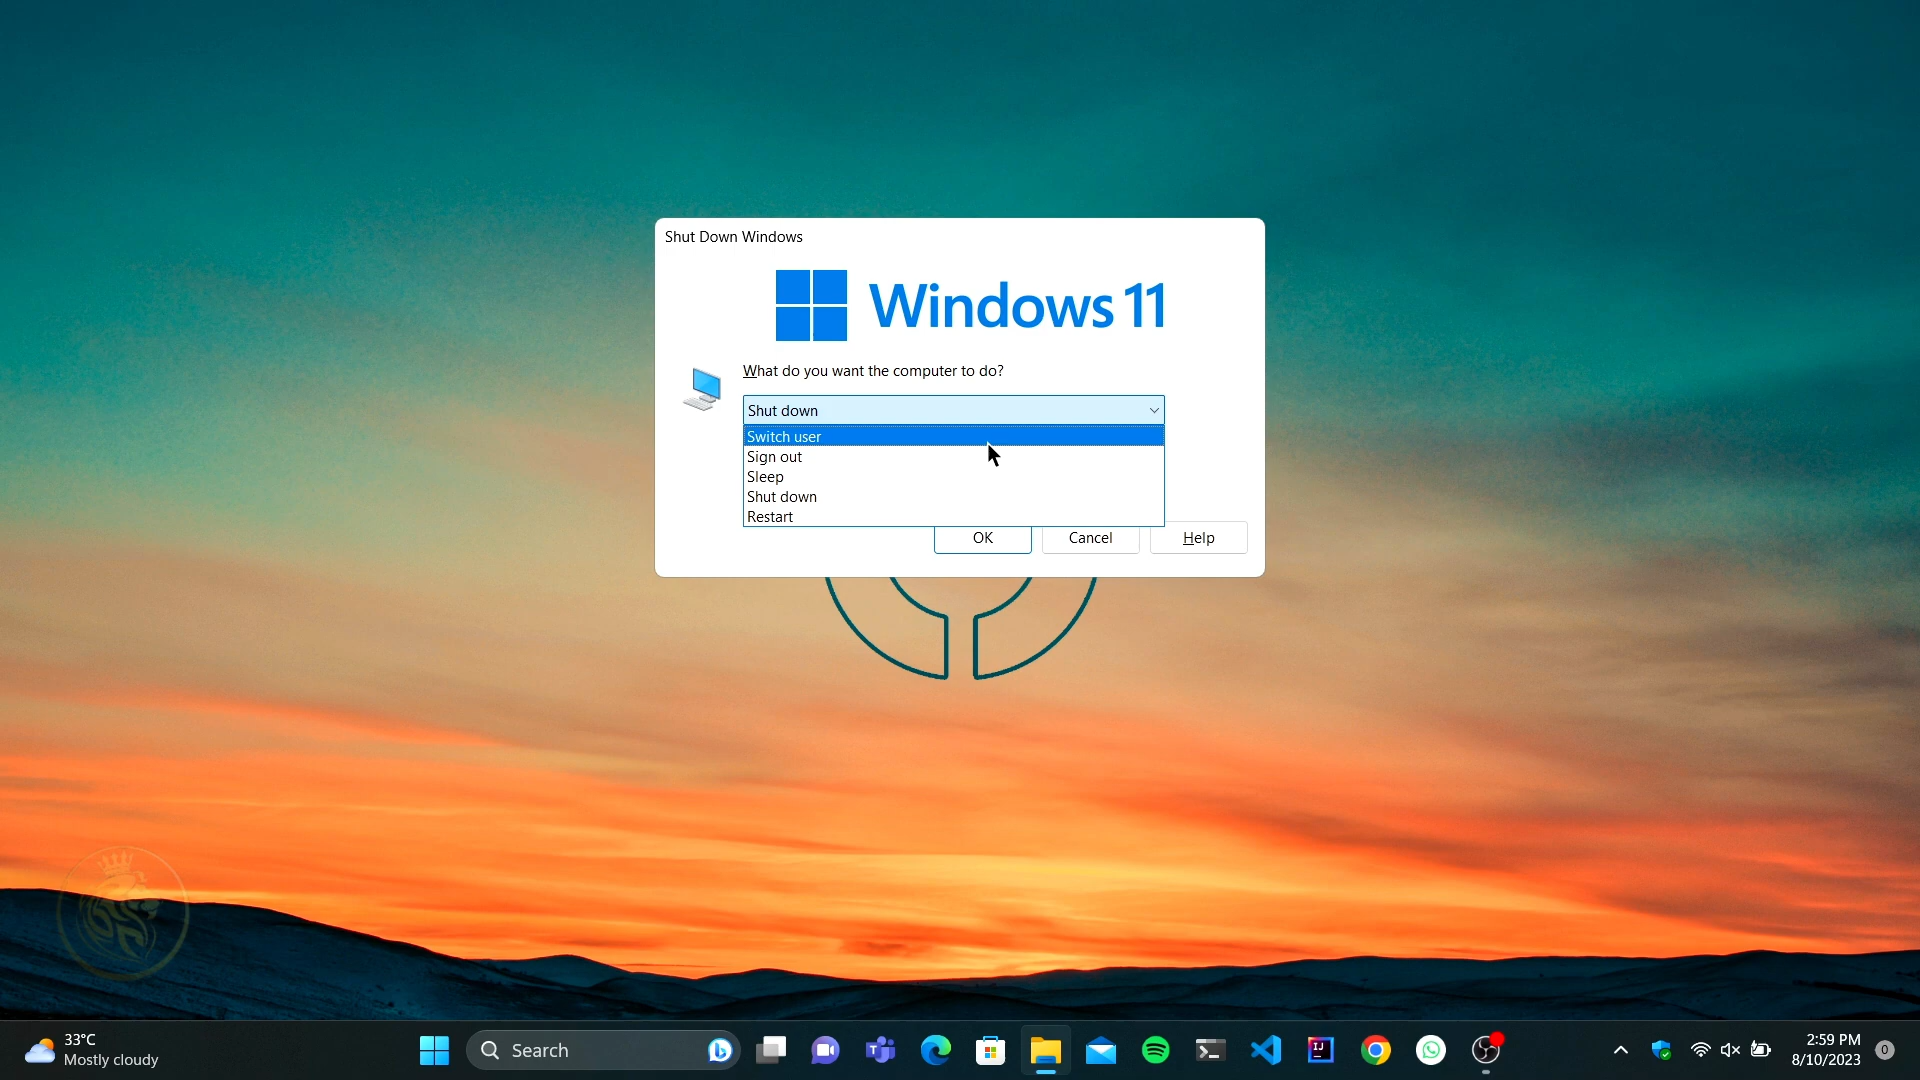 Shut Down Windows
Windows 11
What do you want the computer to do?
Shut down
Switch user
Sign out
Sleep
Shut down
Restart
OK
Cancel
Help
33°C
Mostly cloudy
Search
2:59 PM
8/10/2023
0